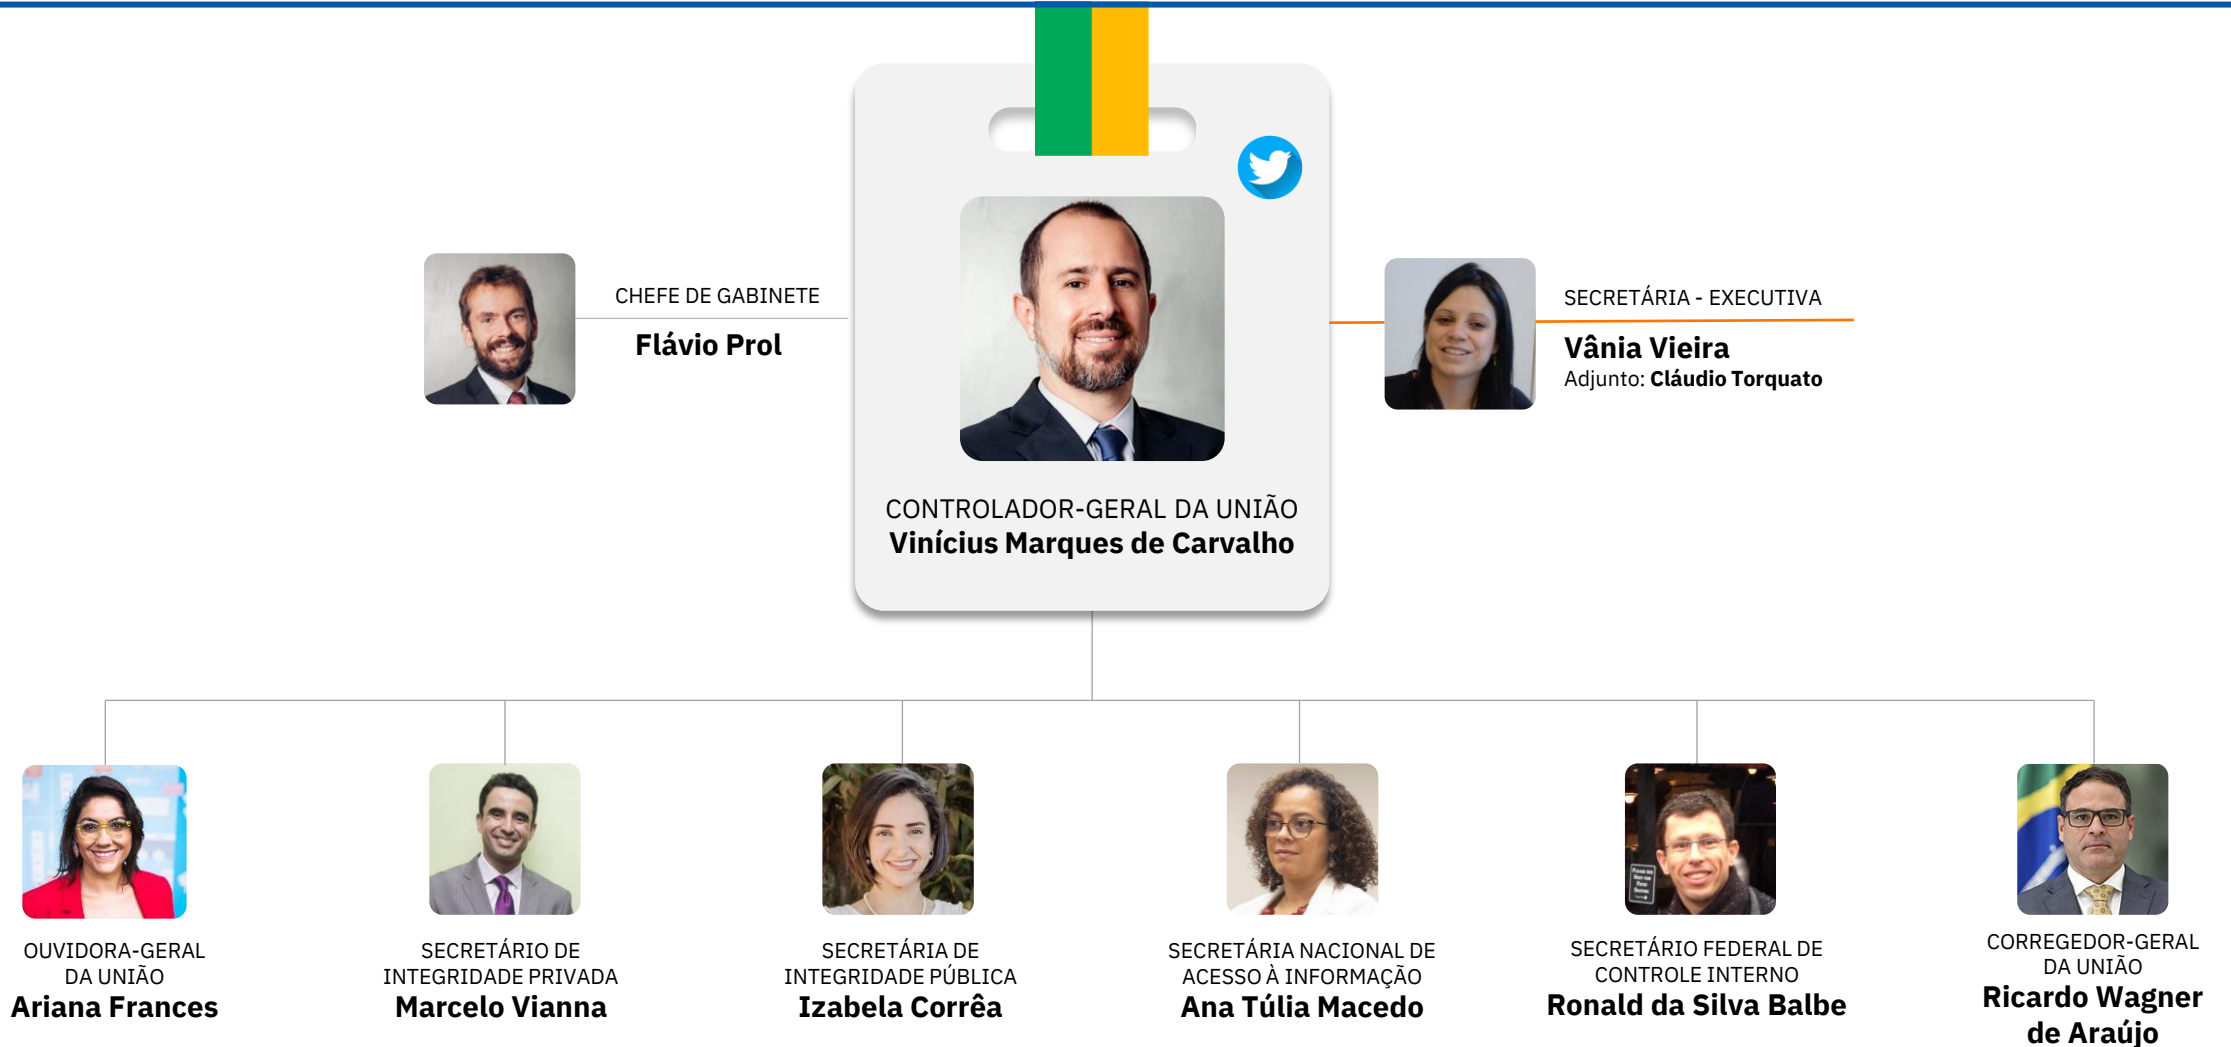 CHEFE DE GABINETE
Flávio Prol
SECRETÁRIA - EXECUTIVA
Vânia Vieira
Adjunto: Cláudio Torquato
CONTROLADOR-GERAL DA UNIÃO
Vinícius Marques de Carvalho
OUVIDORA-GERAL
DA UNIÃO
Ariana Frances
SECRETÁRIO DE
INTEGRIDADE PRIVADA
Marcelo Vianna
SECRETÁRIA DE
INTEGRIDADE PÚBLICA
Izabela Corrêa
SECRETÁRIA NACIONAL DE
ACESSO À INFORMAÇÃO
Ana Túlia Macedo
SECRETÁRIO FEDERAL DE
CONTROLE INTERNO
Ronald da Silva Balbe
CORREGEDOR-GERAL
DA UNIÃO
Ricardo Wagner
de Araújo